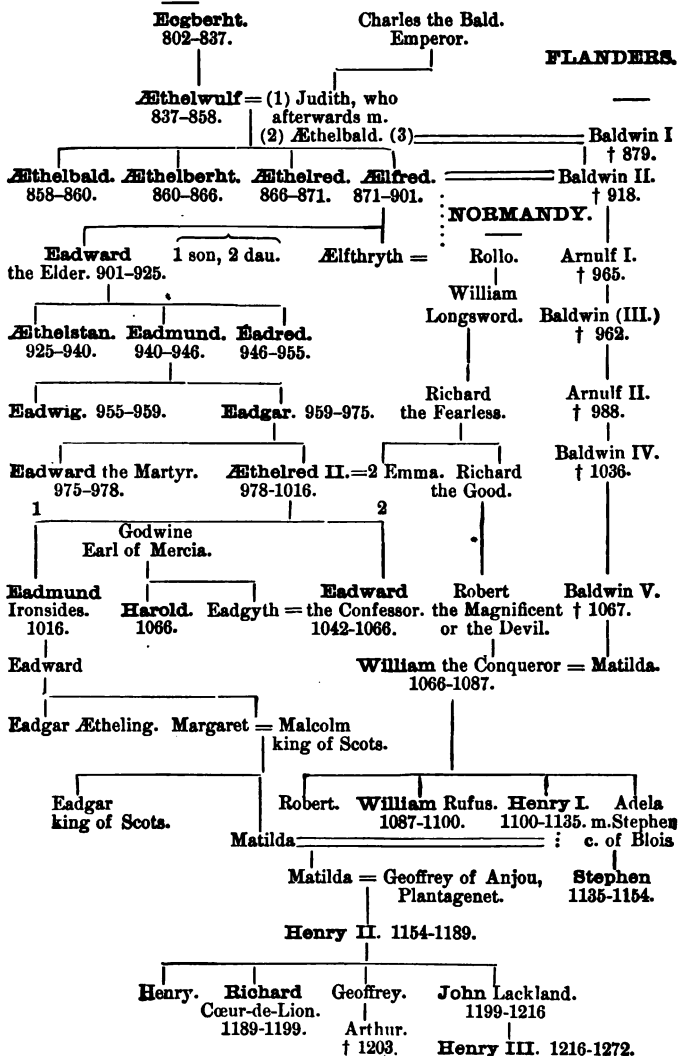 Ecgberht. Charles the Bald.
802–837. Emperor.
FLANDERS.
Æthelwulf = (1) Judith, who
837–858. afterwards m.
(2) Æthelbald. (3) Baldwin I
† 879.
Æthelbald. Æthelberht. Æthelred. Ælfred. Baldwin II.
858–860. 860–866. 866–871. 871–901. † 918.
NORMANDY.
Eadward 1 son, 2 dau. Ælfthryth = Rollo. Arnulf I.
the Elder. 901–925. † 965.
William
Æthelstan. Eadmund. Eadred. Longsword. Baldwin (III.)
925–940. 940–946. 946–955. † 962.
Richard Arnulf II.
Eadwig. 955–959. Eadgar. 959–975. the Fearless. † 988.
Baldwin IV.
Eadward the Martyr. Æthelred II.=2 Emma. Richard † 1036.
975–978. 978-1016. the Good.
1 2
Godwine
Earl of Mercia.
Eadmund Eadward Robert Baldwin V.
Ironsides. Harold. Eadgyth = the Confessor. the Magnificent † 1067.
1016. 1066. 1042-1066. or the Devil.
Eadward William the Conqueror = Matilda.
1066-1087.
Eadgar Ætheling. Margaret = Malcolm
king of Scots.
Eadgar Robert. William Rufus. Henry I. Adela
king of Scots. 1087-1100. 1100-1135. m.Stephen
Matilda c. of Blois
Matilda = Geoffrey of Anjou, Stephen
Plantagenet. 1135-1154.
Henry II. 1154-1189.
Henry. Richard Geoffrey. John Lackland.
Cœur-de-Lion. 1199-1216
1189-1199. Arthur.
† 1203. Henry III. 1216-1272.